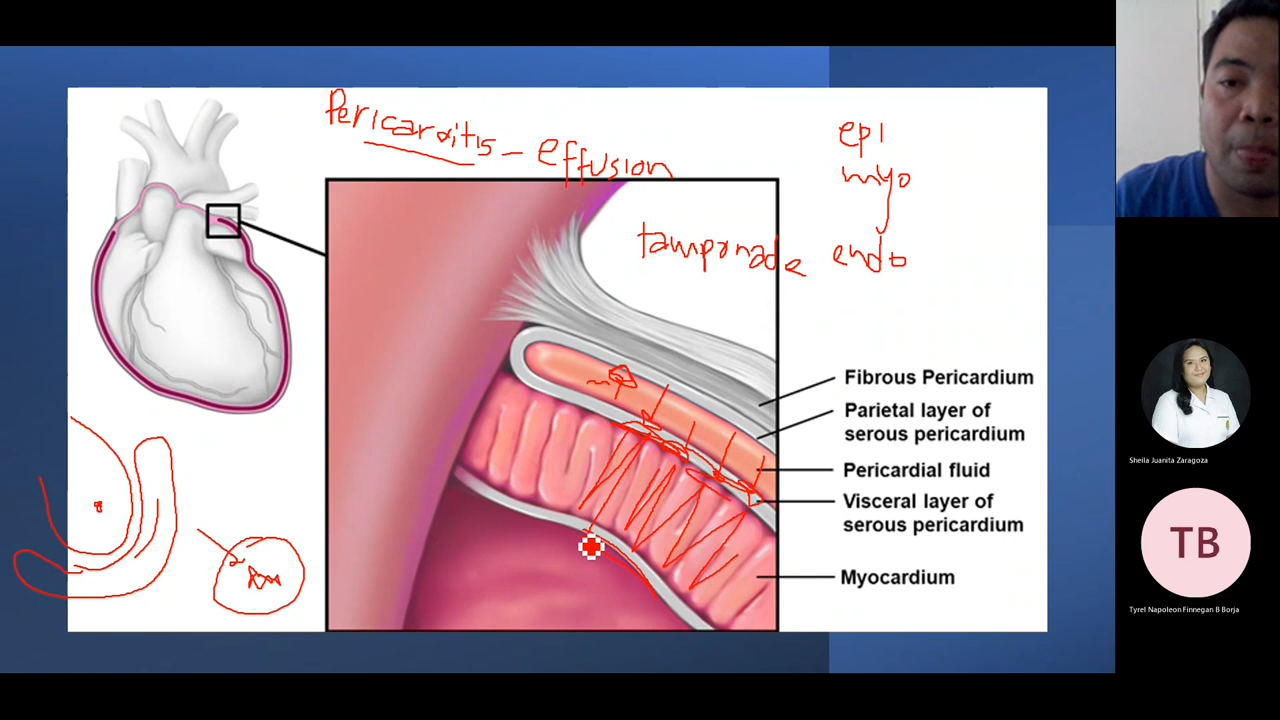 Pericarditis - effusion
epi
myo
tamponade
endo
Fibrous Pericardium
Parietal layer of
serous pericardium
Pericardial fluid
Visceral layer of
serous pericardium
Myocardium
Sheila Juanita Zaragoza
TB
Tyrel Napoleon Finnegan B Borja